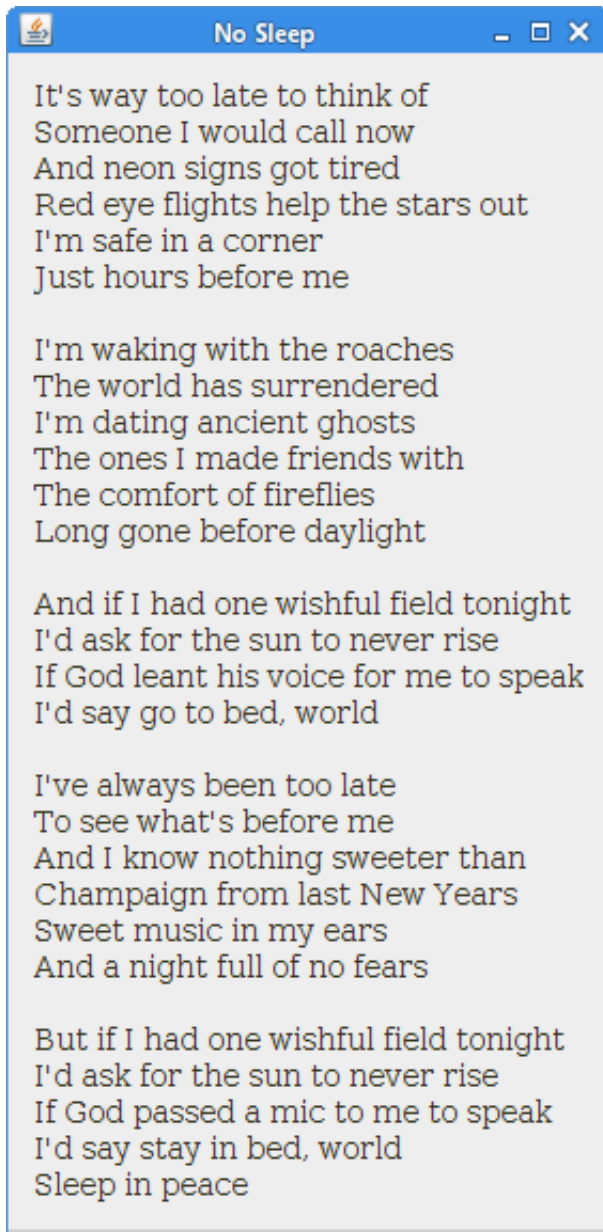 No Sleep
It's way too late to think of
Someone I would call now
And neon signs got tired
Red eye flights help the stars out
I'm safe in a corner
Just hours before me

I'm waking with the roaches
The world has surrendered
I'm dating ancient ghosts
The ones I made friends with
The comfort of fireflies
Long gone before daylight

And if I had one wishful field tonight
I'd ask for the sun to never rise
If God leant his voice for me to speak
I'd say go to bed, world

I've always been too late
To see what's before me
And I know nothing sweeter than
Champaign from last New Years
Sweet music in my ears
And a night full of no fears

But if I had one wishful field tonight
I'd ask for the sun to never rise
If God passed a mic to me to speak
I'd say stay in bed, world
Sleep in peace